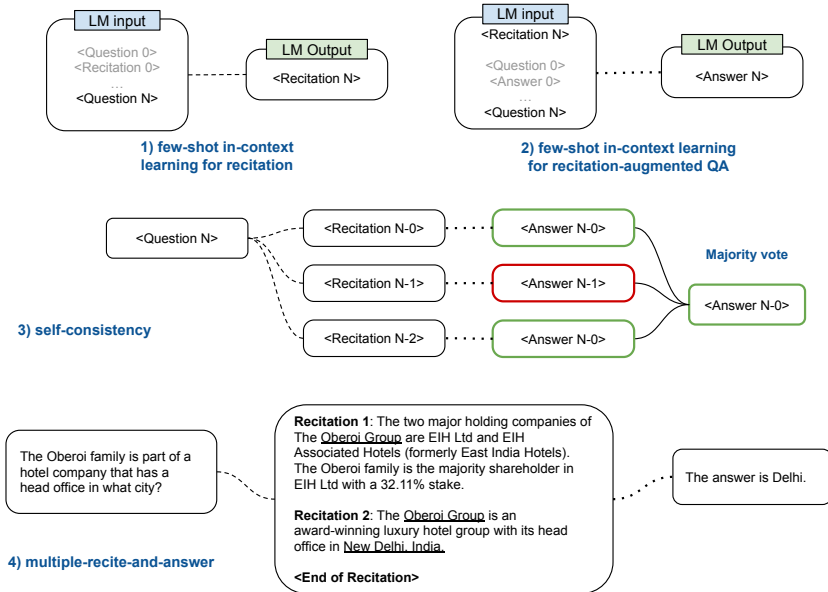 LM input
<Question 0>
<Recitation 0>
...
<Question N>
LM Output
<Recitation N>
1) few-shot in-context
learning for recitation
LM input
<Recitation N>
<Question 0>
<Answer 0>
...
<Question N>
LM Output
<Answer N>
2) few-shot in-context learning
for recitation-augmented QA
<Question N>
<Recitation N-0>
<Answer N-0>
<Recitation N-1>
<Answer N-1>
<Recitation N-2>
<Answer N-0>
Majority vote
<Answer N-0>
3) self-consistency
The Oberoi family is part of a
hotel company that has a
head office in what city?
Recitation 1: The two major holding companies of
The Oberoi Group are EIH Ltd and EIH
Associated Hotels (formerly East India Hotels).
The Oberoi family is the majority shareholder in
EIH Ltd with a 32.11% stake.
Recitation 2: The Oberoi Group is an
award-winning luxury hotel group with its head
office in New Delhi, India.
<End of Recitation>
The answer is Delhi.
4) multiple-recite-and-answer